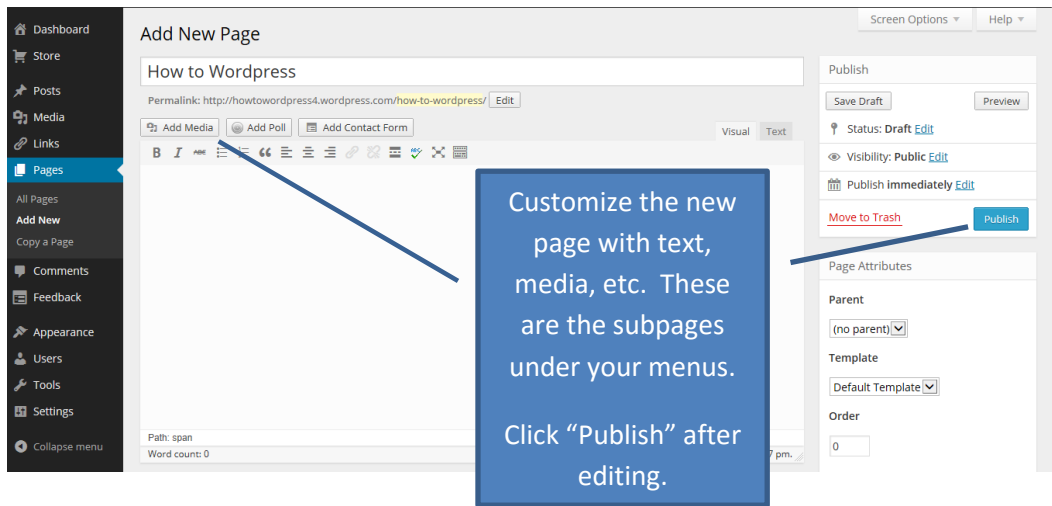 Screen Options
Help
Dashboard
Store
Posts
Media
Links
Pages
All Pages
Add New
Copy a Page
Comments
Feedback
Appearance
Users
Tools
Settings
Collapse menu
Add New Page
How to Wordpress
Permalink: http://howtowordpress4.wordpress.com/how-to-wordpress/ Edit
Add Media Add Poll Add Contact Form
Visual Text
B I ABC
ABC
Path: span
Word count: 0
7 pm.
Customize the new
page with text,
media, etc. These
are the subpages
under your menus.
Click “Publish” after
editing.
Publish
Save Draft Preview
Status: Draft Edit
Visibility: Public Edit
Publish immediately Edit
Move to Trash Publish
Page Attributes
Parent
(no parent)
Template
Default Template
Order
0